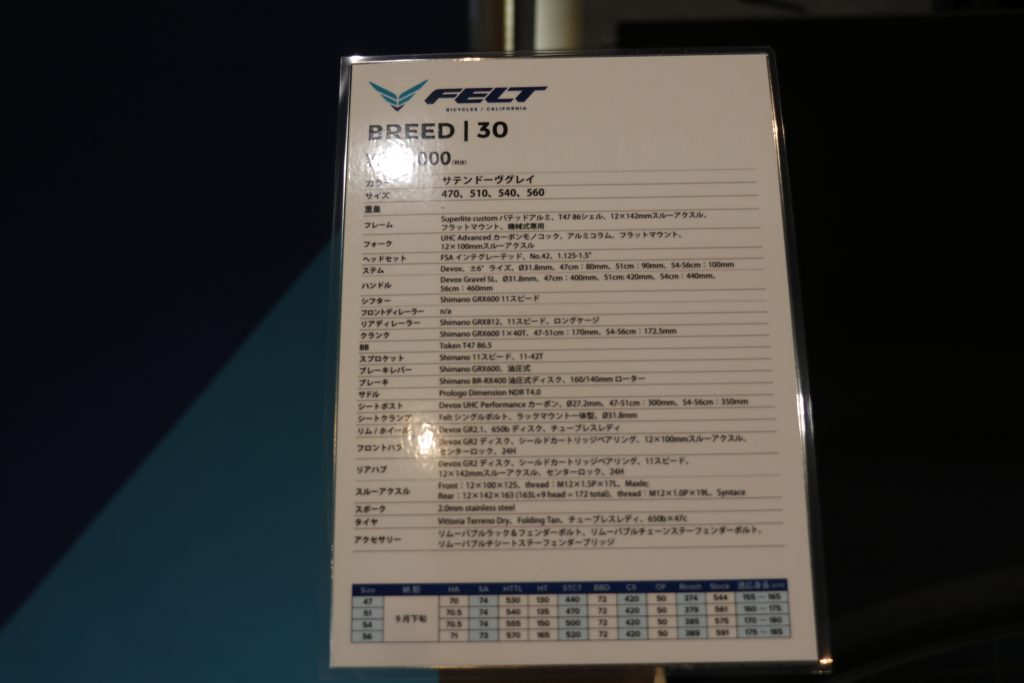 FELT
BICYCLES / CALIFORNIA
BREED | 30
000 (税抜)
カラー サテンドーヴグレイ
サイズ 470、510、540、560
重量 -
フレーム Superlite custom バテッドアルミ、T47 86シェル、12×142mmスルーアクスル、
フラットマウント、機械式専用
フォーク UHC Advanced カーボンモノコック、アルミコラム、フラットマウント、
12×100mmスルーアクスル
ヘッドセット FSA インテグレーテッド、No.42、1.125-1.5"
ステム Devox、±6° ライズ、Ø31.8mm、47cm：80mm、51cm：90mm、54-56cm：100mm
ハンドル Devox Gravel SL、Ø31.8mm、47cm：400mm、51cm: 420mm、54cm：440mm、
56cm：460mm
シフター Shimano GRX600 11スピード
フロントディレーラー n/a
リアディレーラー Shimano GRX812、11スピード、ロングケージ
クランク Shimano GRX600 1×40T、47-51cm：170mm、54-56cm：172.5mm
BB Token T47 86.5
スプロケット Shimano 11スピード、11-42T
ブレーキレバー Shimano GRX600、油圧式
ブレーキ Shimano BR-RX400 油圧式ディスク、160/140mm ローター
サドル Prologo Dimension NDR T4.0
シートポスト Devox UHC Performance カーボン、Ø27.2mm、47-51cm：300mm、54-56cm：350mm
シートクランプ Felt シングルボルト、ラックマウント一体型、Ø31.8mm
リム / ホイール Devox GR2.1、650b ディスク、チューブレスレディ
フロントハブ Devox GR2 ディスク、シールドカートリッジベアリング、12×100mmスルーアクスル、
センターロック、24H
リアハブ Devox GR2 ディスク、シールドカートリッジベアリング、11スピード、
12×142mmスルーアクスル、センターロック、24H
スルーアクスル Front：12×100×125、thread：M12×1.5P×17L、Maxle;
Rear：12×142×163 (163L+9 head = 172 total)、thread：M12×1.0P×19L、Syntace
スポーク 2.0mm stainless steel
タイヤ Vittoria Terreno Dry、Folding Tan、チューブレスレディ、650b×47c
アクセサリー リムーバブルラック＆フェンダーボルト、リムーバブルチェーンステーフェンダーボルト、
リムーバブルチシートステーフェンダーブリッジ
Size 納期 HA SA HTTL HT STCT BBD CS OF Reach Stack 適応身長 (cm)
47 9月下旬 70 74 530 130 440 72 420 50 374 544 155 ～ 165
51 70.5 74 540 135 470 72 420 50 379 561 160 ～ 175
54 70.5 74 555 150 500 72 420 50 385 575 170 ～ 180
56 71 73 570 165 520 72 420 50 389 591 175 ～ 185